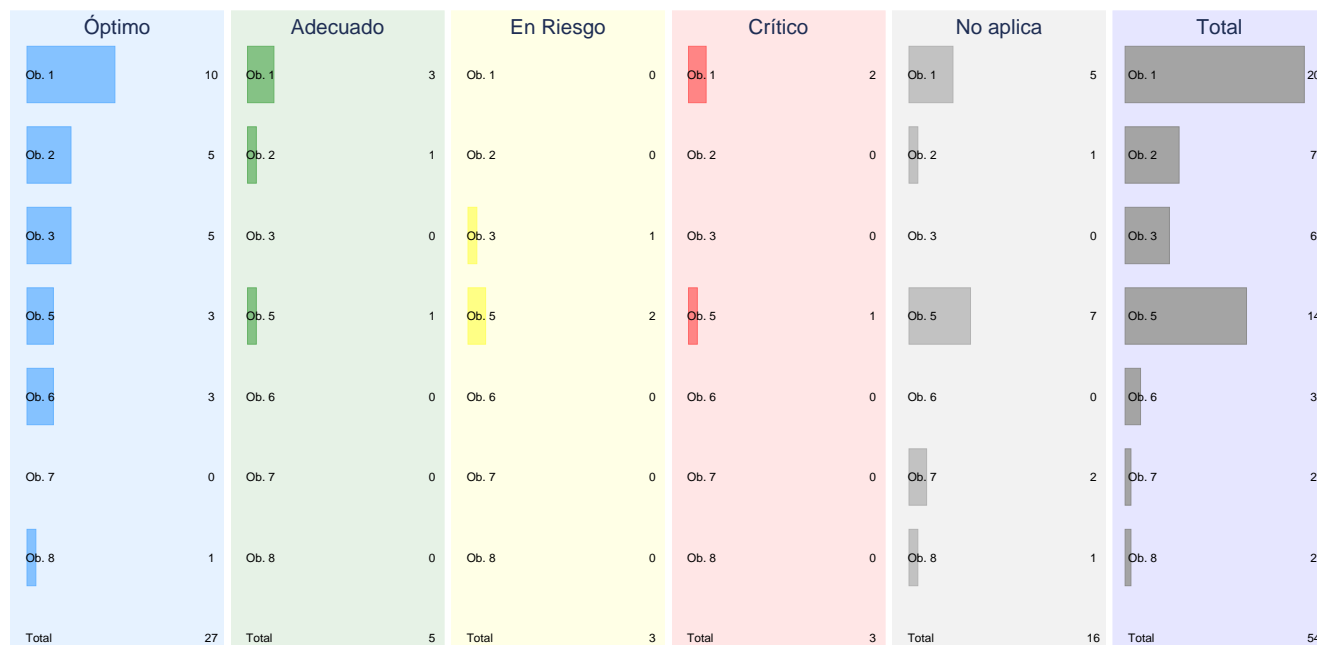 Óptimo Adecuado En Riesgo Crítico No aplica Total
Ob. 1 10 Ob. 1 3 Ob. 1 0 Ob. 1 2 Ob. 1 5 Ob. 1 20
Ob. 2 5 Ob. 2 1 Ob. 2 0 Ob. 2 0 Ob. 2 1 Ob. 2 7
Ob. 3 5 Ob. 3 0 Ob. 3 1 Ob. 3 0 Ob. 3 0 Ob. 3 6
Ob. 5 3 Ob. 5 1 Ob. 5 2 Ob. 5 1 Ob. 5 7 Ob. 5 14
Ob. 6 3 Ob. 6 0 Ob. 6 0 Ob. 6 0 Ob. 6 0 Ob. 6 3
Ob. 7 0 Ob. 7 0 Ob. 7 0 Ob. 7 0 Ob. 7 2 Ob. 7 2
Ob. 8 1 Ob. 8 0 Ob. 8 0 Ob. 8 0 Ob. 8 1 Ob. 8 2
Total 27 Total 5 Total 3 Total 3 Total 16 Total 54